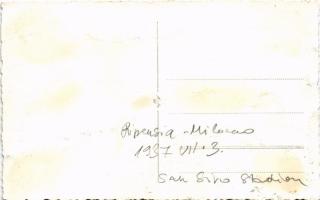 Ripensia - Milano
1937 VII. 3.
San Siro Stadion